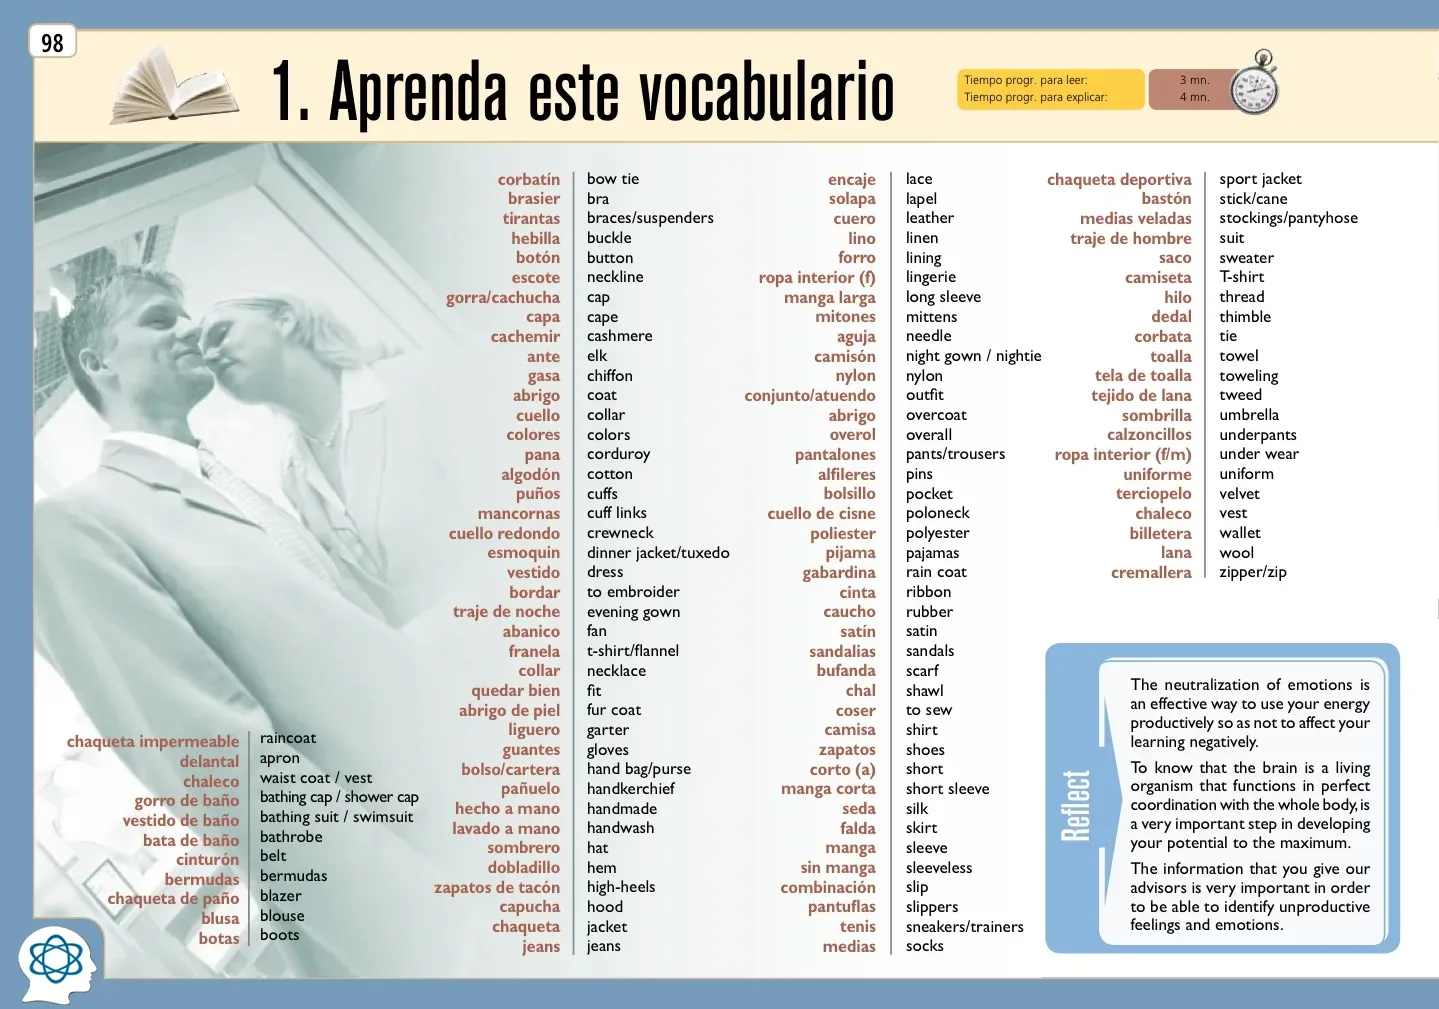 98
1. Aprenda este vocabulario
Tiempo progr. para leer: 3 mn.
Tiempo progr. para explicar: 4 mn.
chaqueta impermeable raincoat
delantal apron
chaleco waist coat / vest
gorro de baño bathing cap / shower cap
vestido de baño bathing suit / swimsuit
bata de baño bathrobe
cinturón belt
bermudas bermudas
chaqueta de paño blazer
blusa blouse
botas boots
corbatín bow tie
brasier bra
tirantas braces/suspenders
hebilla buckle
botón button
escote neckline
gorra/cachucha cap
capa cape
cachemir cashmere
ante elk
gasa chiffon
abrigo coat
cuello collar
colores colors
pana corduroy
algodón cotton
puños cuffs
mancornas cuff links
cuello redondo crewneck
esmoquin dinner jacket/tuxedo
vestido dress
bordar to embroider
traje de noche evening gown
abanico fan
franela t-shirt/flannel
collar necklace
quedar bien fit
abrigo de piel fur coat
liguero garter
guantes gloves
bolso/cartera hand bag/purse
pañuelo handkerchief
hecho a mano handmade
lavado a mano handwash
sombrero hat
dobladillo hem
zapatos de tacón high-heels
capucha hood
chaqueta jacket
jeans jeans
encaje lace
solapa lapel
cuero leather
lino linen
forro lining
ropa interior (f) lingerie
manga larga long sleeve
mitones mittens
aguja needle
camisón night gown / nightie
nylon nylon
conjunto/atuendo outfit
abrigo overcoat
overol overall
pantalones pants/trousers
alfileres pins
bolsillo pocket
cuello de cisne poloneck
poliester polyester
pijama pajamas
gabardina rain coat
cinta ribbon
caucho rubber
satín satin
sandalias sandals
bufanda scarf
chal shawl
coser to sew
camisa shirt
zapatos shoes
corto (a) short
manga corta short sleeve
seda silk
falda skirt
manga sleeve
sin manga sleeveless
combinación slip
pantuflas slippers
tenis sneakers/trainers
medias socks
chaqueta deportiva sport jacket
bastón stick/cane
medias veladas stockings/pantyhose
traje de hombre suit
saco sweater
camiseta T-shirt
hilo thread
dedal thimble
corbata tie
toalla towel
tela de toalla toweling
tejido de lana tweed
sombrilla umbrella
calzoncillos underpants
ropa interior (f/m) under wear
uniforme uniform
terciopelo velvet
chaleco vest
billetera wallet
lana wool
cremallera zipper/zip
Reflect
The neutralization of emotions is
an effective way to use your energy
productively so as not to affect your
learning negatively.
To know that the brain is a living
organism that functions in perfect
coordination with the whole body, is
a very important step in developing
your potential to the maximum.
The information that you give our
advisors is very important in order
to be able to identify unproductive
feelings and emotions.